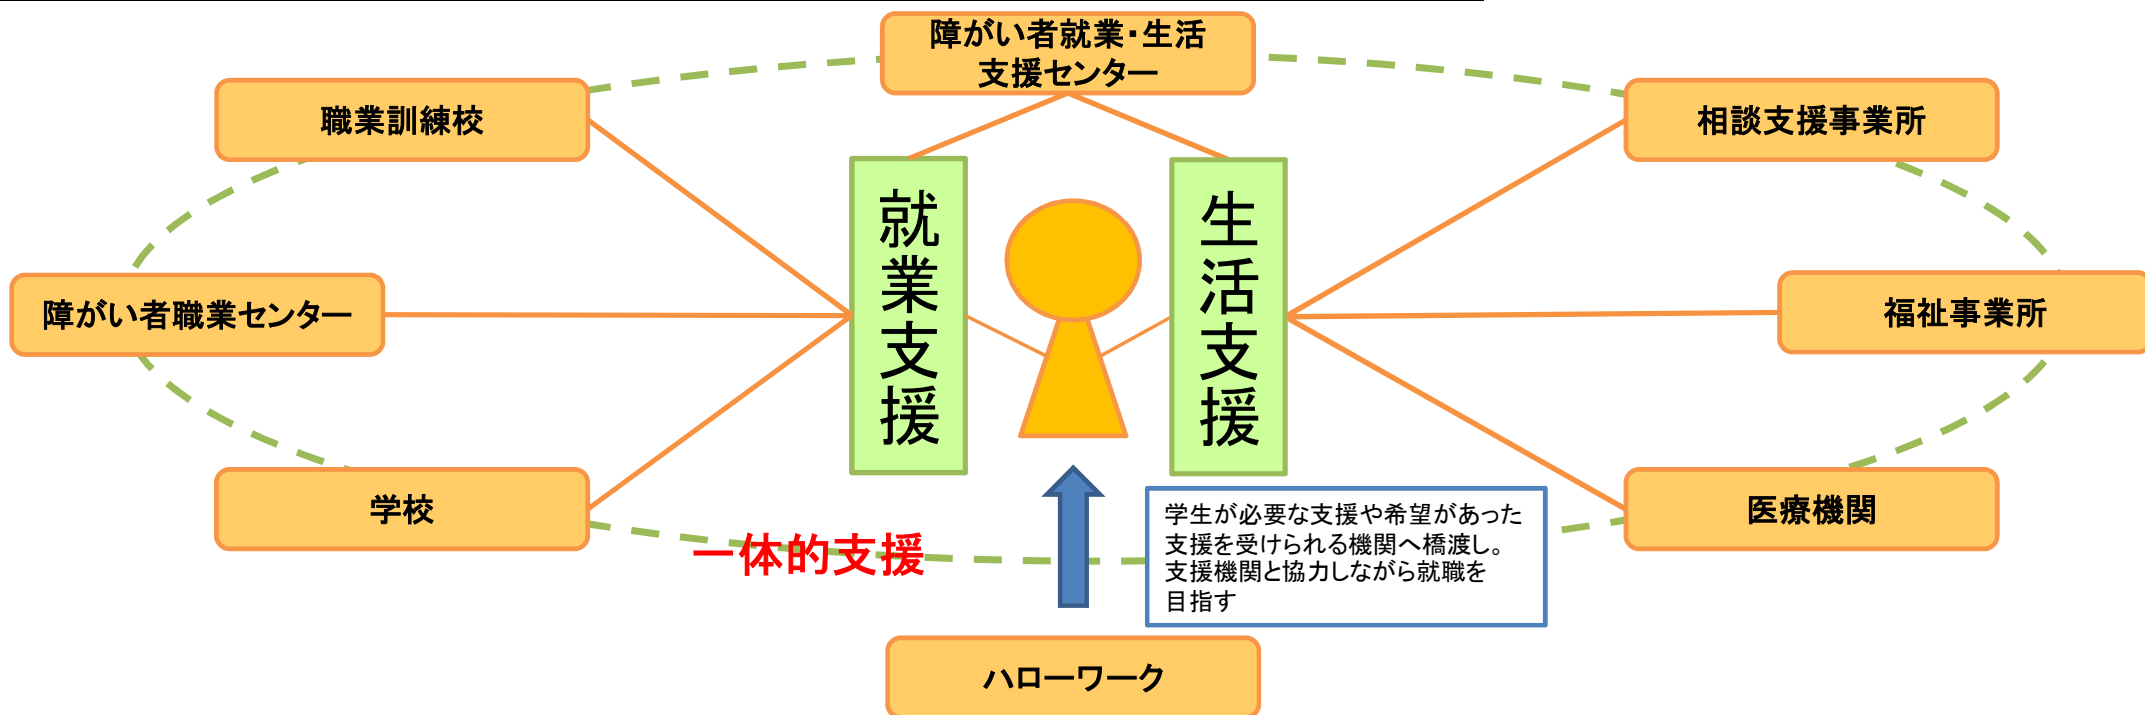 障がい者就業・生活
支援センター
職業訓練校
相談支援事業所
就業支援
生活支援
障がい者職業センター
福祉事業所
学校
医療機関
一体的支援
学生が必要な支援や希望があった
支援を受けられる機関へ橋渡し。
支援機関と協力しながら就職を
目指す
ハローワーク